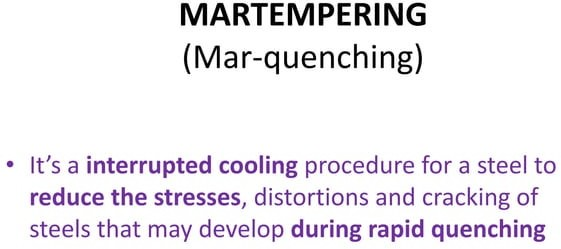 MARTEMPERING
(Mar-quenching)
• It's a interrupted cooling procedure for a steel to
reduce the stresses, distortions and cracking of
steels that may develop during rapid quenching